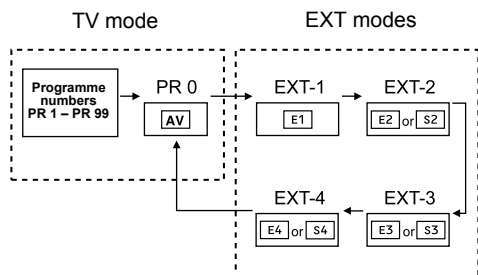 TV mode
EXT modes
Programme
numbers
PR 1 – PR 99
PR 0
AV
EXT-1
E1
EXT-2
E2 or S2
EXT-4
E4 or S4
EXT-3
E3 or S3